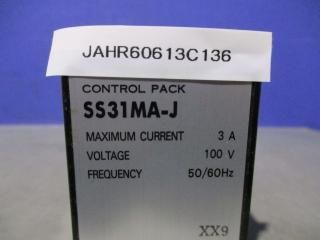 JAHR60613C136
CONTROL PACK
SS31MA-J
MAXIMUM CURRENT 3 A
VOLTAGE 100 V
FREQUENCY 50/60Hz
XX9